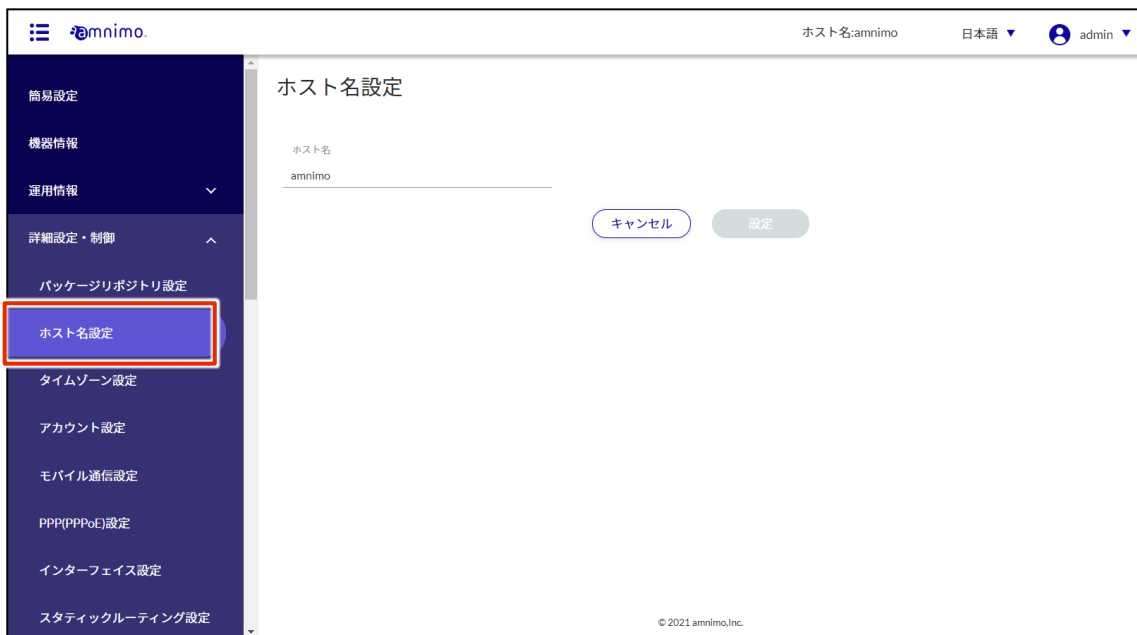 amnimo.
ホスト名:amnimo
日本語 ▼
admin ▼
簡易設定
機器情報
運用情報
詳細設定・制御
パッケージリポジトリ設定
ホスト名設定
タイムゾーン設定
アカウント設定
モバイル通信設定
PPP(PPPoE)設定
インターフェイス設定
スタティックルーティング設定
ホスト名設定
ホスト名
amnimo
キャンセル
設定
© 2021 amnimo,Inc.